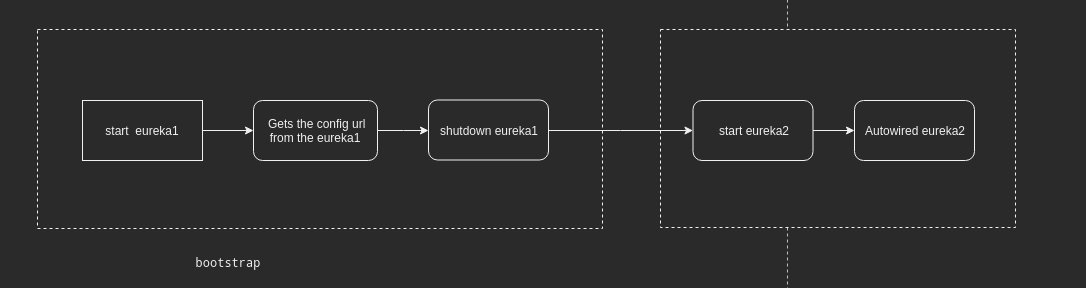 start eureka1
Gets the config url
from the eureka1
shutdown eureka1
start eureka2
Autowired eureka2
bootstrap